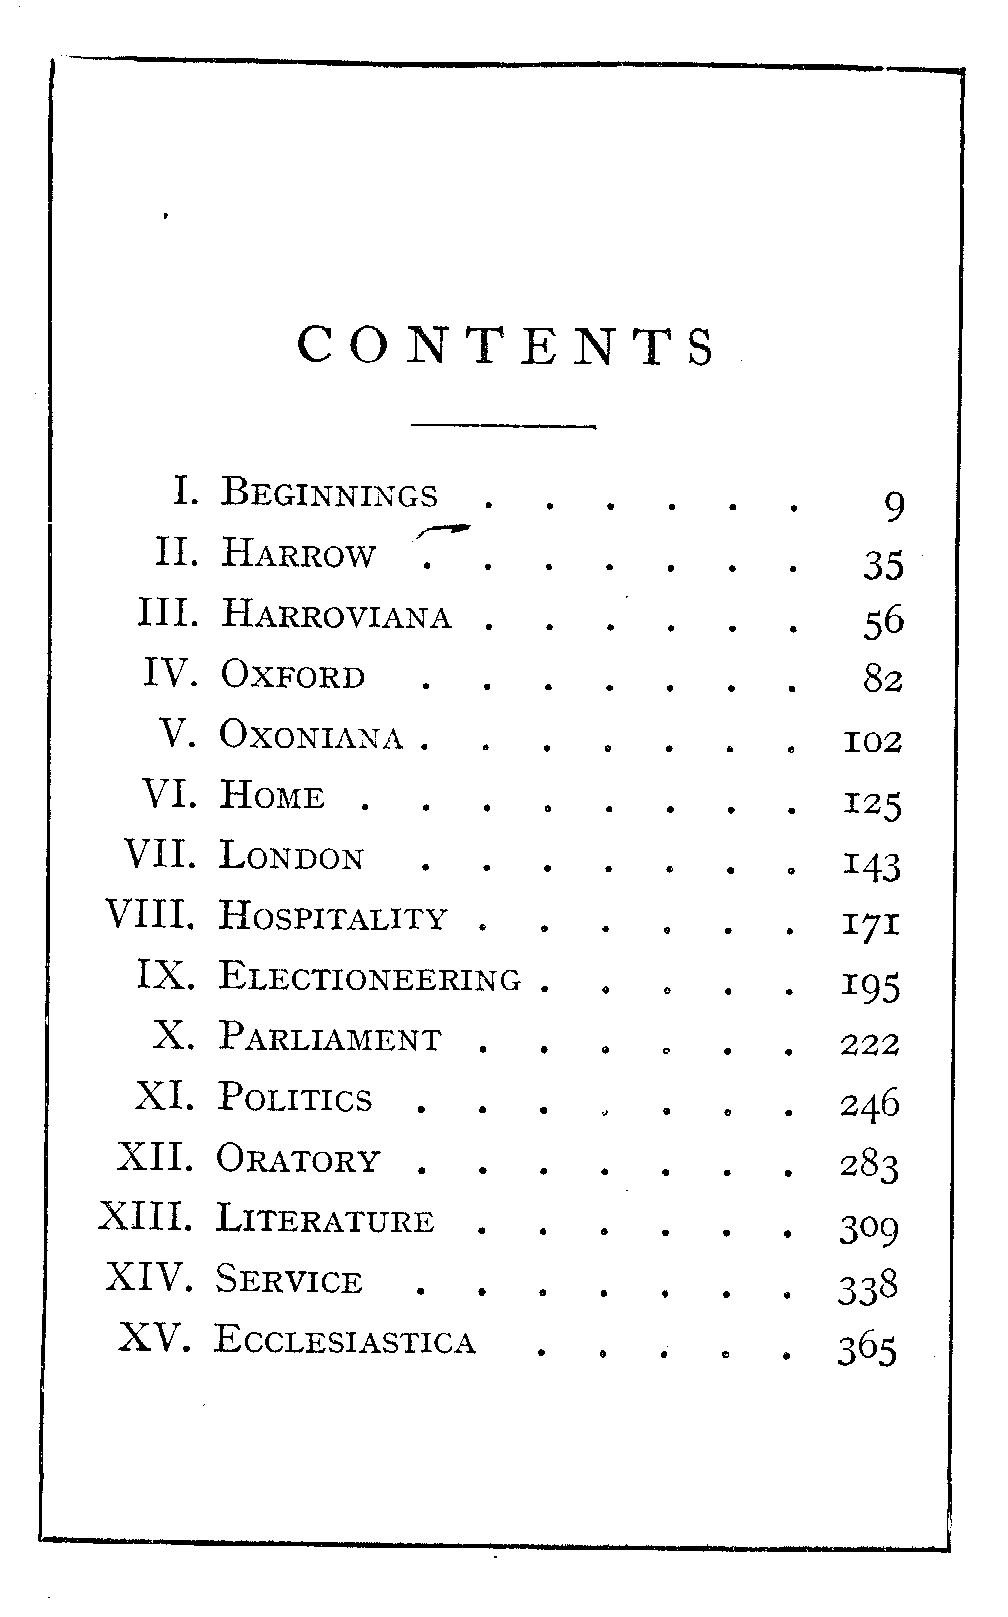 CONTENTS
I. BEGINNINGS . . . . . . 9
II. HARROW . . . . . . . 35
III. HARROVIANA . . . . . . 56
IV. OXFORD . . . . . . . 82
V. OXONIANA . . . . . . . 102
VI. HOME . . . . . . . . 125
VII. LONDON . . . . . . . 143
VIII. HOSPITALITY . . . . . . 171
IX. ELECTIONEERING . . . . . 195
X. PARLIAMENT . . . . . . 222
XI. POLITICS . . . . . . . 246
XII. ORATORY . . . . . . . 283
XIII. LITERATURE . . . . . . 309
XIV. SERVICE . . . . . . . 338
XV. ECCLESIASTICA . . . . . 365